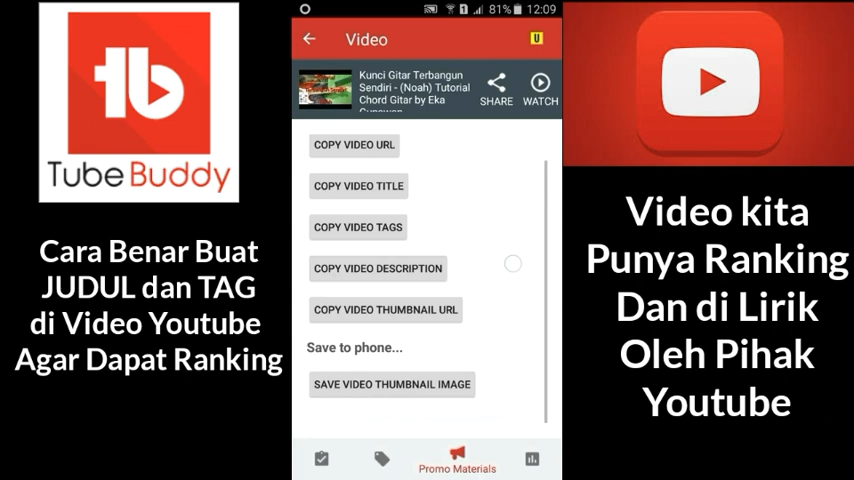 tb
TubeBuddy
Cara Benar Buat
JUDUL dan TAG
di Video Youtube
Agar Dapat Ranking
1
81%
12:09
Video
U
Kunci Gitar Terbangun
Sendiri - (Noah) Tutorial
Chord Gitar by Eka
SHARE
WATCH
COPY VIDEO URL
COPY VIDEO TITLE
COPY VIDEO TAGS
COPY VIDEO DESCRIPTION
COPY VIDEO THUMBNAIL URL
Save to phone...
SAVE VIDEO THUMBNAIL IMAGE
Promo Materials
Video kita
Punya Ranking
Dan di Lirik
Oleh Pihak
Youtube